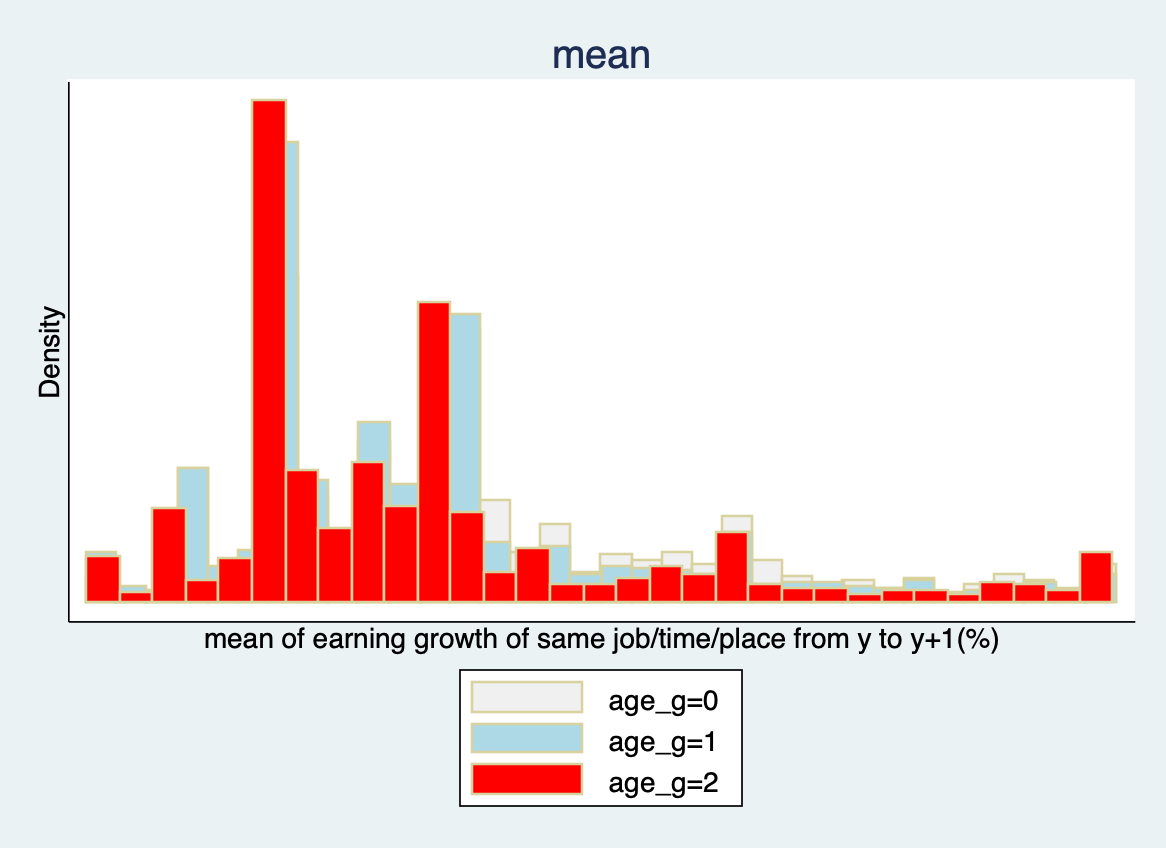 mean
Density
mean of earning growth of same job/time/place from y to y+1(%)
age_g=0
age_g=1
age_g=2